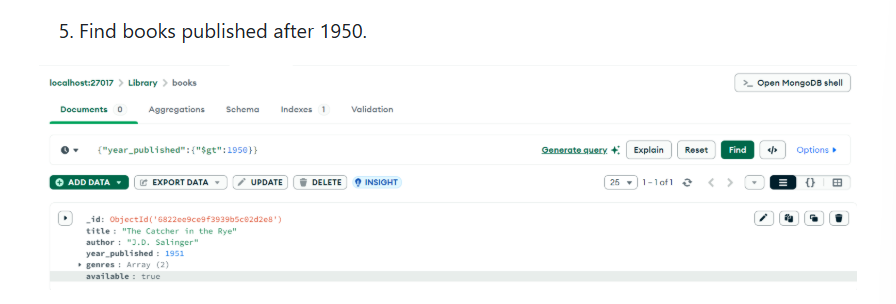 5. Find books published after 1950.
localhost:27017 > Library > books
>_ Open MongoDB shell
Documents 0 Aggregations Schema Indexes 1 Validation
{"year_published":{"$gt":1950}} Generate query Explain Reset Find </> Options
ADD DATA EXPORT DATA UPDATE DELETE INSIGHT 25 1-1 of 1 {}
_id: ObjectId('6822ee9ce9f3939b5c02d2e8')
title : "The Catcher in the Rye"
author : "J.D. Salinger"
year_published : 1951
genres : Array (2)
available : true